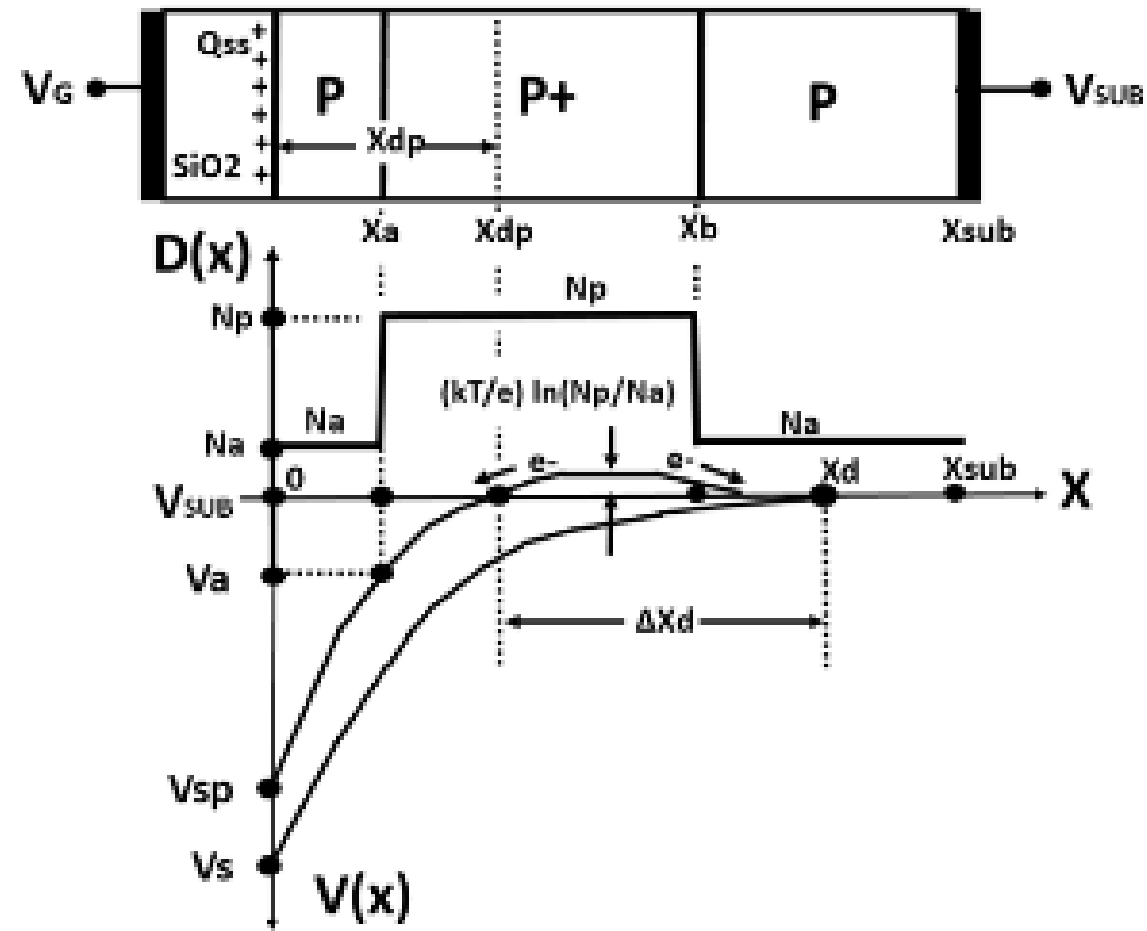 Qss
+
+
+
+
+
+
VG
P
P+
P
VSUB
Xdp
SiO2
Xa
Xdp
Xb
Xsub
D(x)
Np
Np
(kT/e) ln(Np/Na)
Na
Na
Na
0
e-
e-
Xd
Xsub
VSUB
X
Va
ΔXd
Vsp
Vs
V(x)